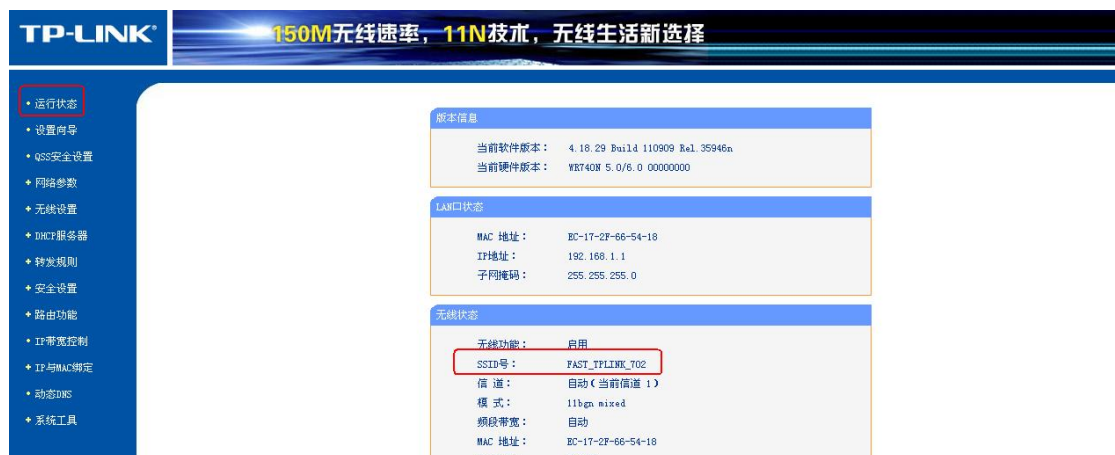 TP-LINK®
150M无线速率，11N技术，无线生活新选择
• 运行状态
• 设置向导
• QSS安全设置
+ 网络参数
+ 无线设置
+ DHCP服务器
+ 转发规则
+ 安全设置
+ 路由功能
• IP带宽控制
+ IP与MAC绑定
• 动态DNS
+ 系统工具
版本信息
当前软件版本： 4.18.29 Build 110909 Rel.35946n
当前硬件版本： WR740N 5.0/6.0 00000000
LAN口状态
MAC 地址： EC-17-2F-66-54-18
IP地址： 192.168.1.1
子网掩码： 255.255.255.0
无线状态
无线功能： 启用
SSID号： FAST_TPLINK_702
信 道： 自动(当前信道 1)
模 式： 11bgn mixed
频段带宽： 自动
MAC 地址： EC-17-2F-66-54-18